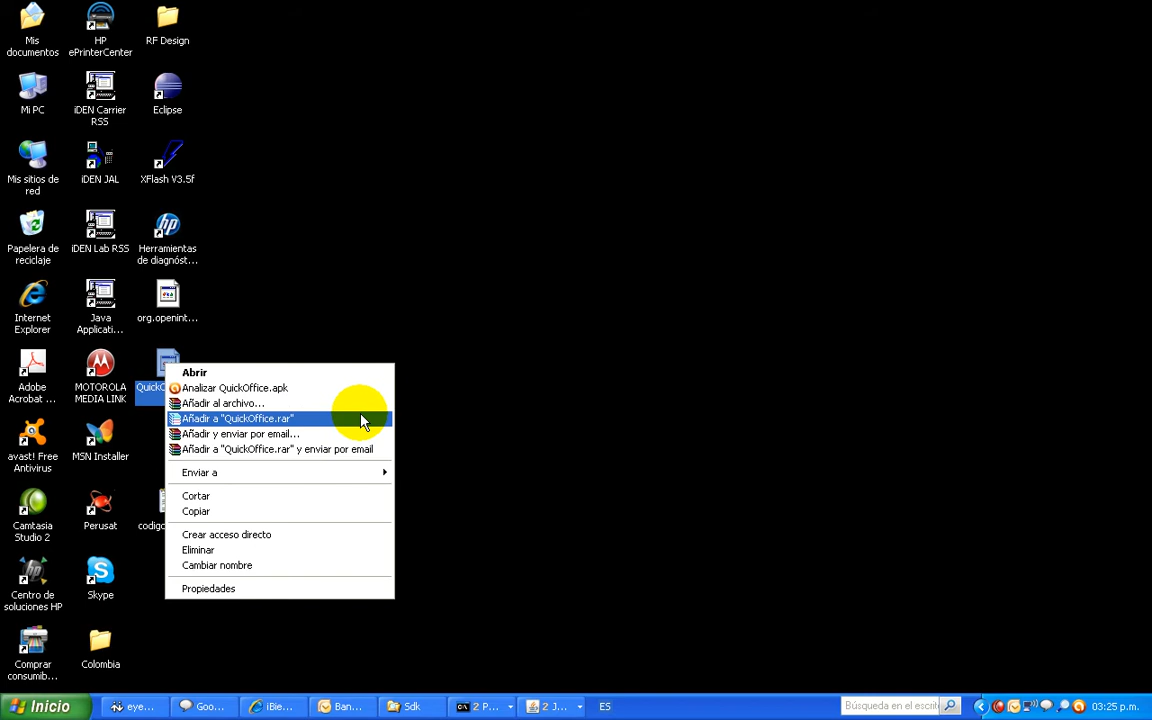 Mis
documentos
HP
ePrinterCenter
RF Design
Mi PC
iDEN Carrier
RSS
Eclipse
Mis sitios de
red
iDEN JAL
XFlash V3.5f
Papelera de
reciclaje
iDEN Lab RSS
Herramientas
de diagnóst...
Internet
Explorer
Java
Applicati...
org.openint...
Adobe
Acrobat ...
MOTOROLA
MEDIA LINK
Abrir
Analizar QuickOffice.apk
Añadir al archivo...
Añadir a "QuickOffice.rar"
Añadir y enviar por email...
Añadir a "QuickOffice.rar" y enviar por email
Enviar a
Cortar
Copiar
Crear acceso directo
Eliminar
Cambiar nombre
Propiedades
avast! Free
Antivirus
MSN Installer
Camtasia
Studio 2
Perusat
Centro de
soluciones HP
Skype
Comprar
consumib...
Colombia
Inicio
eye...
Goo...
iBie...
Ban...
Sdk
2 P...
2 J...
ES
Búsqueda en el escrit
03:25 p.m.